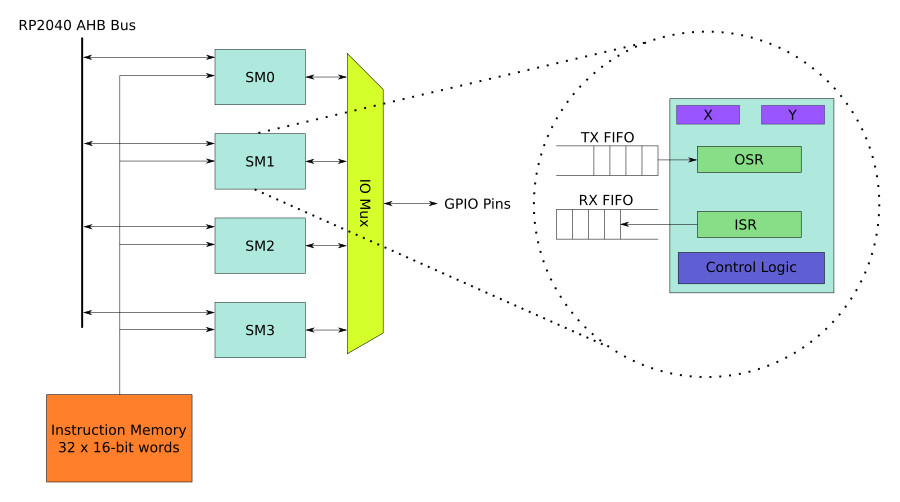 RP2040 AHB Bus
SM0
SM1
SM2
SM3
IO Mux
GPIO Pins
Instruction Memory
32 x 16-bit words
X
Y
TX FIFO
OSR
RX FIFO
ISR
Control Logic